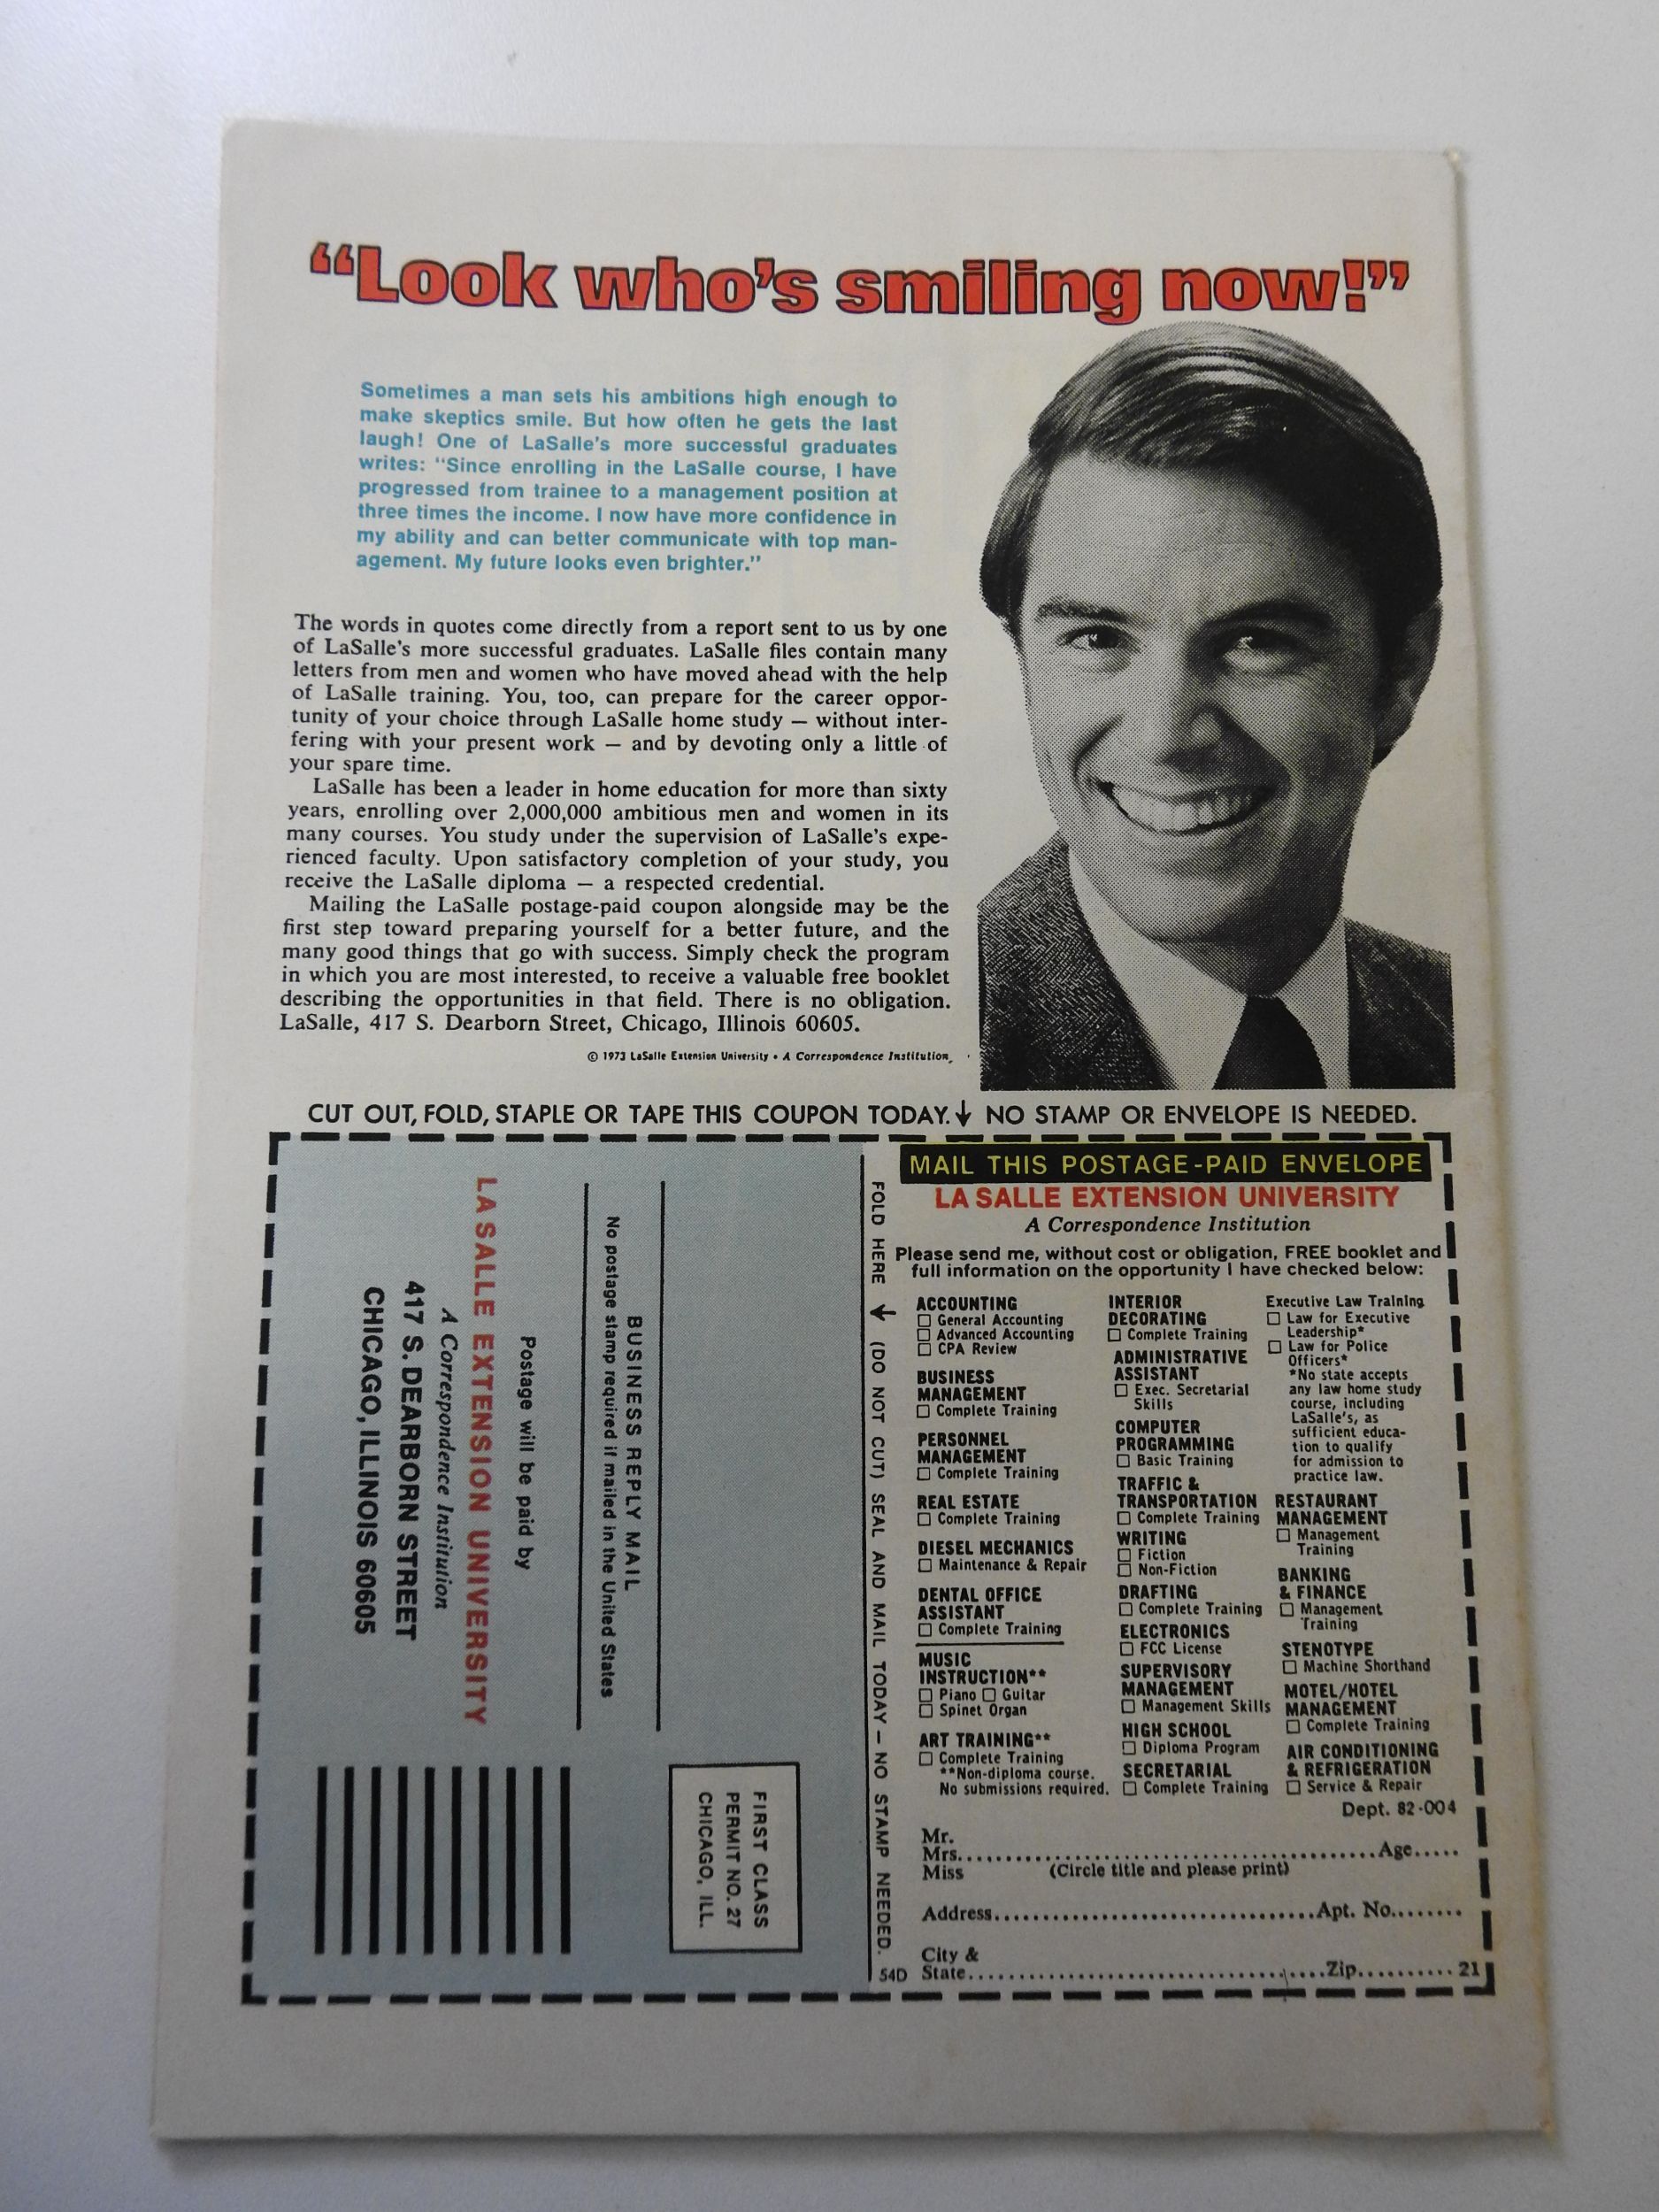 “Look who’s smiling now!”
Sometimes a man sets his ambitions high enough to
make skeptics smile. But how often he gets the last
laugh! One of LaSalle’s more successful graduates
writes: “Since enrolling in the LaSalle course, I have
progressed from trainee to a management position at
three times the income. I now have more confidence in
my ability and can better communicate with top man-
agement. My future looks even brighter.”
The words in quotes come directly from a report sent to us by one
of LaSalle’s more successful graduates. LaSalle files contain many
letters from men and women who have moved ahead with the help
of LaSalle training. You, too, can prepare for the career oppor-
tunity of your choice through LaSalle home study — without inter-
fering with your present work — and by devoting only a little of
your spare time.
LaSalle has been a leader in home education for more than sixty
years, enrolling over 2,000,000 ambitious men and women in its
many courses. You study under the supervision of LaSalle’s expe-
rienced faculty. Upon satisfactory completion of your study, you
receive the LaSalle diploma — a respected credential.
Mailing the LaSalle postage-paid coupon alongside may be the
first step toward preparing yourself for a better future, and the
many good things that go with success. Simply check the program
in which you are most interested, to receive a valuable free booklet
describing the opportunities in that field. There is no obligation.
LaSalle, 417 S. Dearborn Street, Chicago, Illinois 60605.
© 1973 LaSalle Extension University • A Correspondence Institution
CUT OUT, FOLD, STAPLE OR TAPE THIS COUPON TODAY. ↓ NO STAMP OR ENVELOPE IS NEEDED.
FIRST CLASS
PERMIT NO. 27
CHICAGO, ILL.
BUSINESS REPLY MAIL
No postage stamp required if mailed in the United States
Postage will be paid by
LA SALLE EXTENSION UNIVERSITY
A Correspondence Institution
417 S. DEARBORN STREET
CHICAGO, ILLINOIS 60605
FOLD HERE ↓ (DO NOT CUT) SEAL AND MAIL TODAY — NO STAMP NEEDED.
MAIL THIS POSTAGE-PAID ENVELOPE
LA SALLE EXTENSION UNIVERSITY
A Correspondence Institution
Please send me, without cost or obligation, FREE booklet and
full information on the opportunity I have checked below:
ACCOUNTING
☐ General Accounting
☐ Advanced Accounting
☐ CPA Review
BUSINESS
MANAGEMENT
☐ Complete Training
PERSONNEL
MANAGEMENT
☐ Complete Training
REAL ESTATE
☐ Complete Training
DIESEL MECHANICS
☐ Maintenance & Repair
DENTAL OFFICE
ASSISTANT
☐ Complete Training
MUSIC
INSTRUCTION**
☐ Piano ☐ Guitar
☐ Spinet Organ
ART TRAINING**
☐ Complete Training
**Non-diploma course.
No submissions required.
INTERIOR
DECORATING
☐ Complete Training
ADMINISTRATIVE
ASSISTANT
☐ Exec. Secretarial
Skills
COMPUTER
PROGRAMMING
☐ Basic Training
TRAFFIC &
TRANSPORTATION
☐ Complete Training
WRITING
☐ Fiction
☐ Non-Fiction
DRAFTING
☐ Complete Training
ELECTRONICS
☐ FCC License
SUPERVISORY
MANAGEMENT
☐ Management Skills
HIGH SCHOOL
☐ Diploma Program
SECRETARIAL
☐ Complete Training
Executive Law Training
☐ Law for Executive
Leadership*
☐ Law for Police
Officers*
*No state accepts
any law home study
course, including
LaSalle’s, as
sufficient educa-
tion to qualify
for admission to
practice law.
RESTAURANT
MANAGEMENT
☐ Management
Training
BANKING
& FINANCE
☐ Management
Training
STENOTYPE
☐ Machine Shorthand
MOTEL/HOTEL
MANAGEMENT
☐ Complete Training
AIR CONDITIONING
& REFRIGERATION
☐ Service & Repair
Dept. 82-004
Mr.
Mrs. Age
Miss (Circle title and please print)
Address Apt. No.
City &
54D State Zip 21